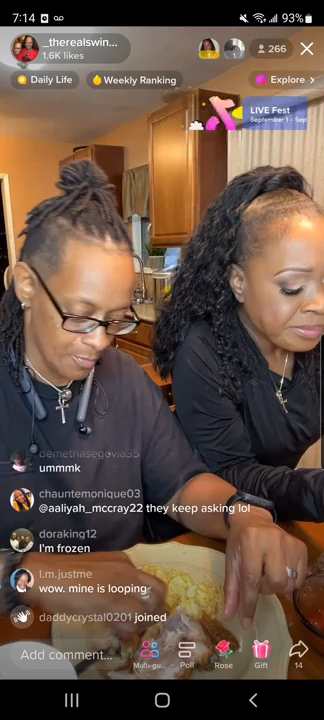 7:14
93%
_therealswin...
1.6K likes
266
Daily Life
Weekly Ranking
Explore >
LIVE Fest
September 1 - Sep
demetriasegovia35
ummmk
chauntemonique03
@aaliyah_mccray22 they keep asking lol
doraking12
I'm frozen
l.m.justme
wow. mine is looping
daddycrystal0201 joined
Add comment...
Multi-gu...
Poll
Rose
Gift
14